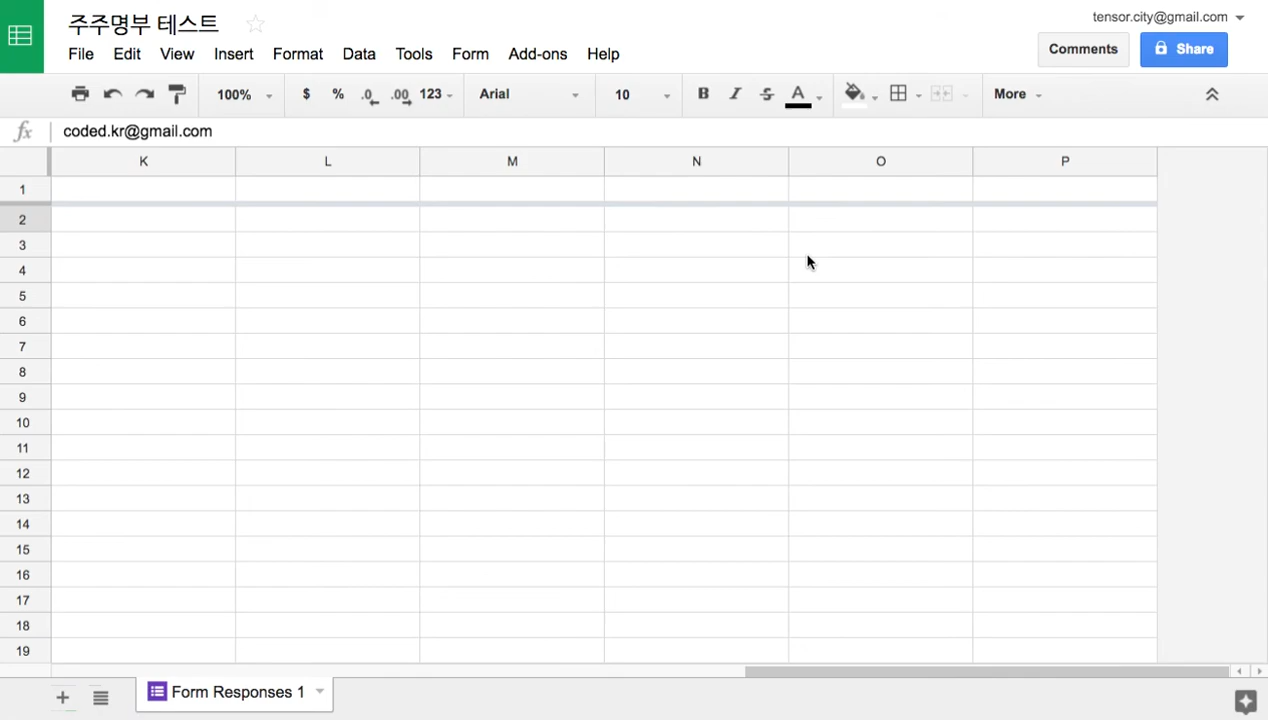 주주명부 테스트
tensor.city@gmail.com
File Edit View Insert Format Data Tools Form Add-ons Help
Comments
Share
100% $ % .0 .00 123 Arial 10 B I S A More
fx coded.kr@gmail.com
K L M N O P
1
2
3
4
5
6
7
8
9
10
11
12
13
14
15
16
17
18
19
+ Form Responses 1